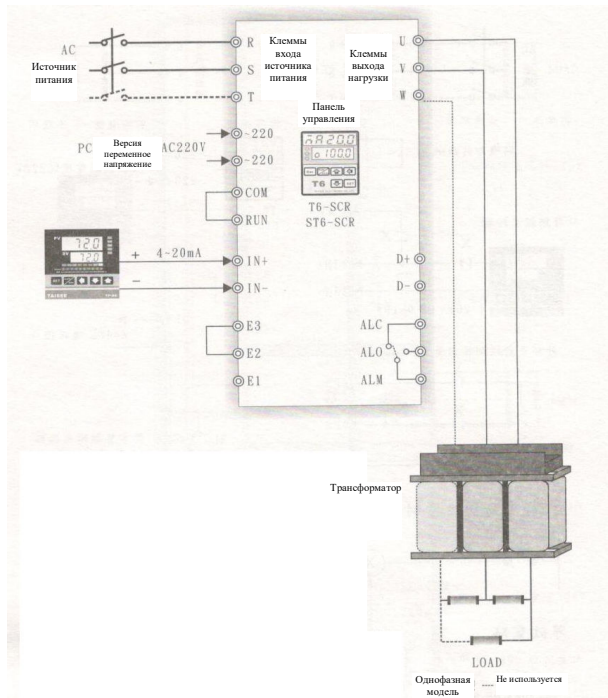 AC
Источник
питания
R
S
T
Клеммы
входа
источника
питания
Клеммы
выхода
нагрузки
U
V
W
Панель
управления
PC
Версия
переменное
напряжение
AC220V
~220
~220
COM
RUN
T6
T6-SCR
ST6-SCR
720
720
+ 4~20mA
−
IN+
IN-
D+
D-
E3
E2
E1
ALC
ALO
ALM
Трансформатор
LOAD
Однофазная
модель
Не используется